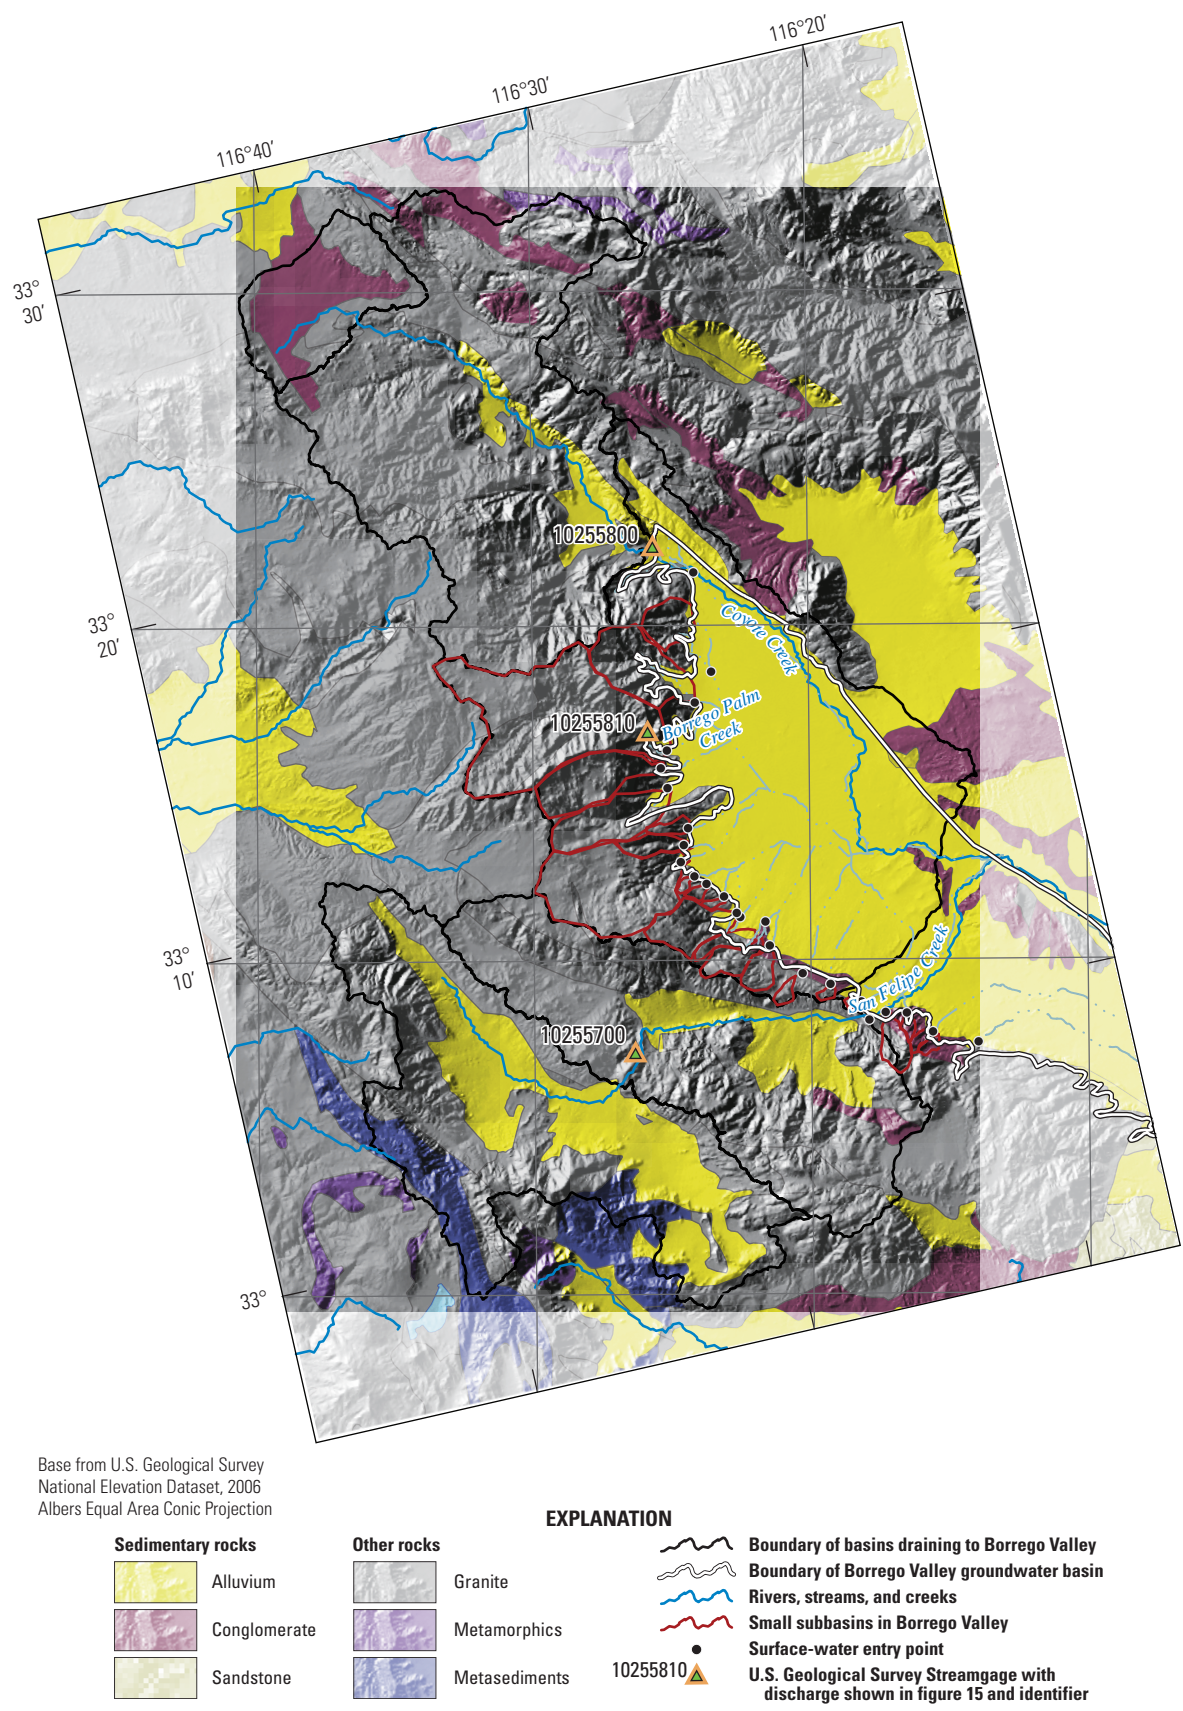 116°20′
116°30′
116°40′
33°
30′
10255800
33°
20′
Coyote
Creek
10255810
Borrego Palm
Creek
33°
10′
San Felipe Creek
10255700
33°
Base from U.S. Geological Survey
National Elevation Dataset, 2006
Albers Equal Area Conic Projection
EXPLANATION
Sedimentary rocks
Alluvium
Conglomerate
Sandstone
Other rocks
Granite
Metamorphics
Metasediments
Boundary of basins draining to Borrego Valley
Boundary of Borrego Valley groundwater basin
Rivers, streams, and creeks
Small subbasins in Borrego Valley
Surface-water entry point
10255810
U.S. Geological Survey Streamgage with
discharge shown in figure 15 and identifier